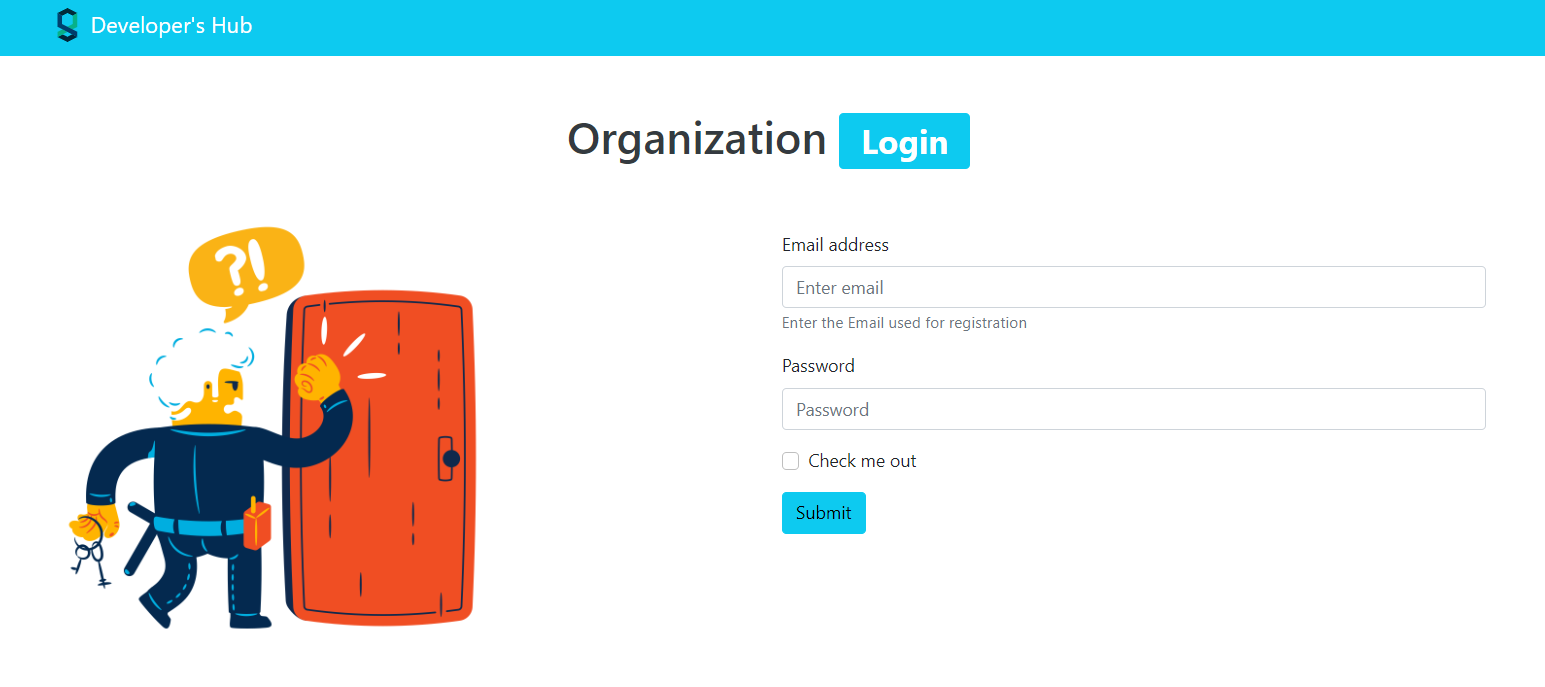 Developer's Hub
Organization Login
?!
Email address
Enter email
Enter the Email used for registration
Password
Password
Check me out
Submit